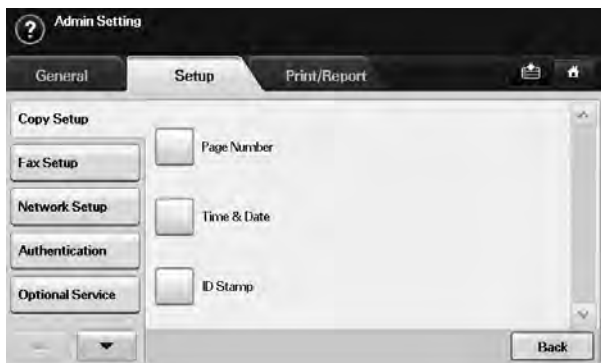 Admin Setting
General
Setup
Print/Report
Copy Setup
Fax Setup
Network Setup
Authentication
Optional Service
Page Number
Time & Date
ID Stamp
Back